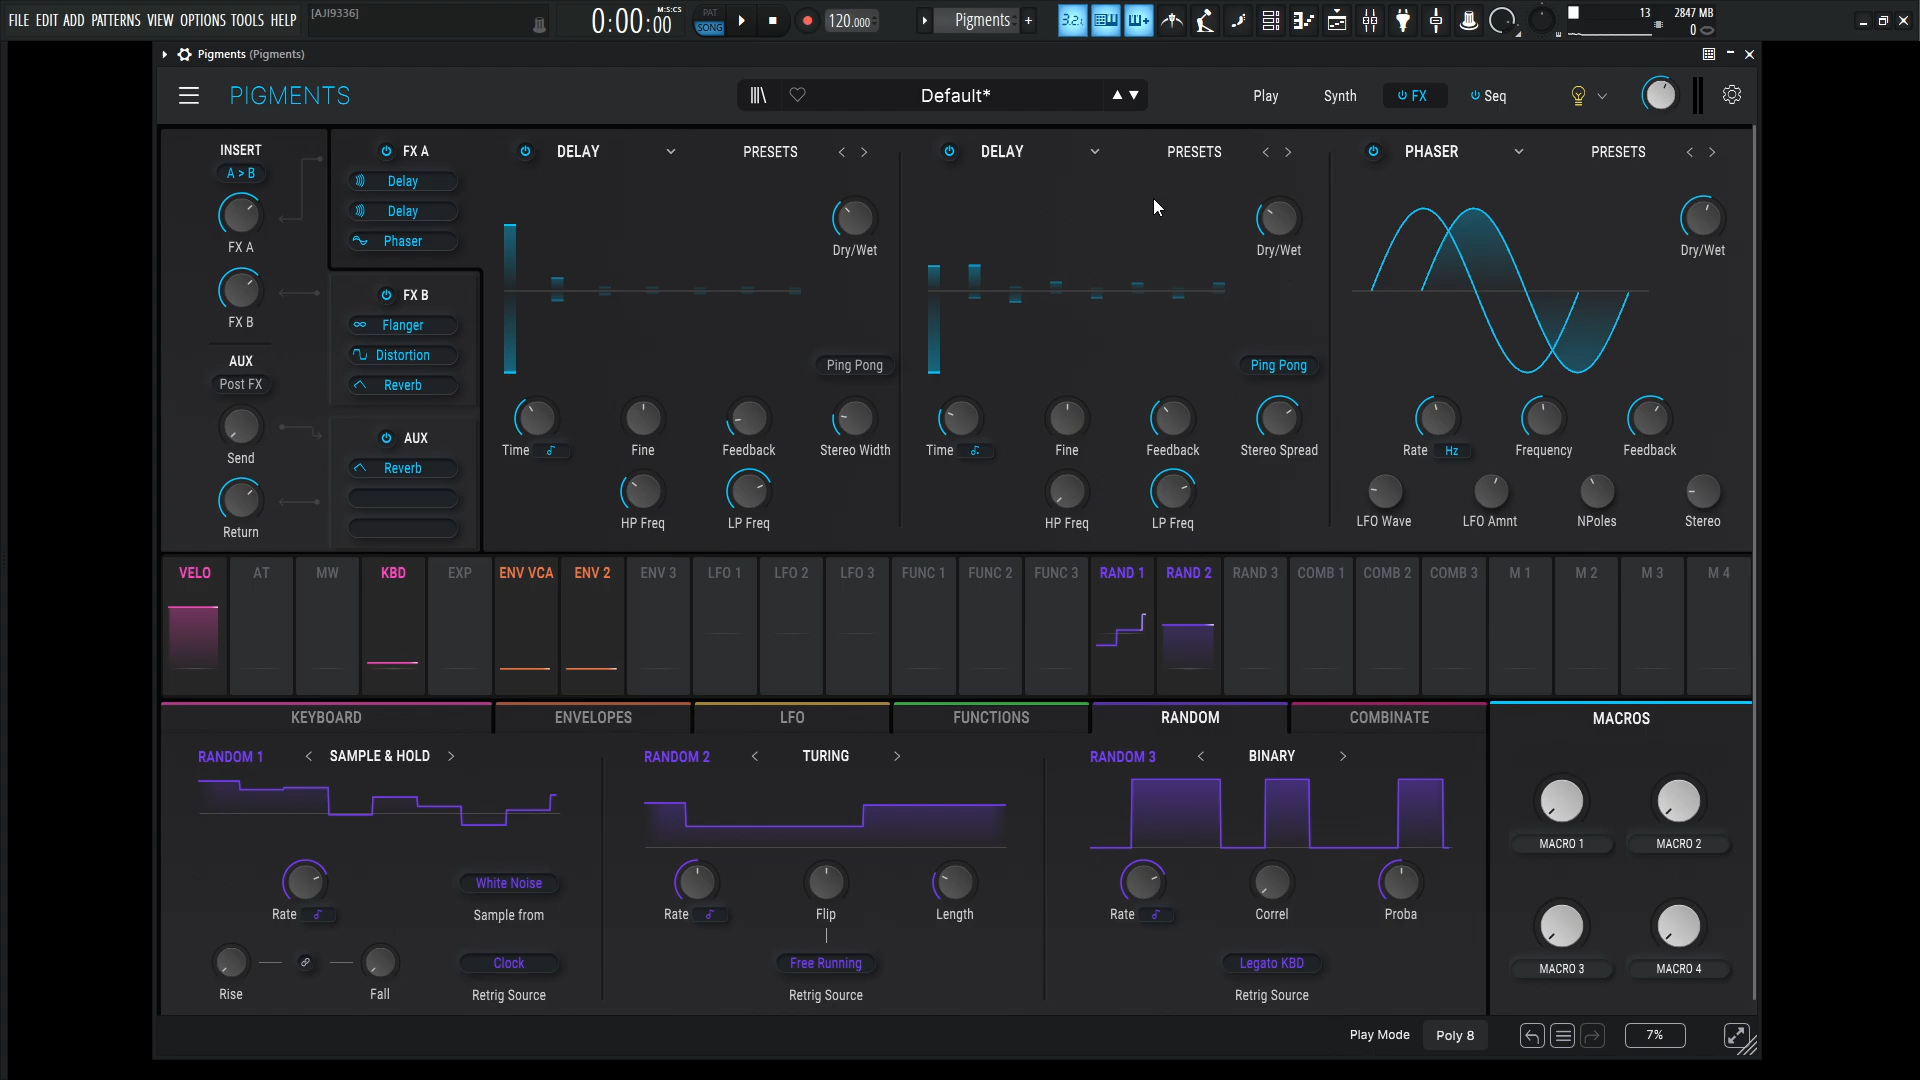 FILE EDIT ADD PATTERNS VIEW OPTIONS TOOLS HELP
[AJI9336]
0:00:00 M:S:CS
PAT
SONG
120.000
Pigments
+
3.2.
13
2847 MB
0
Pigments (Pigments)
PIGMENTS
Default*
Play
Synth
FX
Seq
INSERT
A > B
FX A
FX B
AUX
Post FX
Send
Return
FX A
Delay
Delay
Phaser
FX B
Flanger
Distortion
Reverb
AUX
Reverb
DELAY
PRESETS < >
Dry/Wet
Ping Pong
Time
Fine
Feedback
Stereo Width
HP Freq
LP Freq
DELAY
PRESETS < >
Dry/Wet
Ping Pong
Time
Fine
Feedback
Stereo Spread
HP Freq
LP Freq
PHASER
PRESETS < >
Dry/Wet
Rate Hz
Frequency
Feedback
LFO Wave
LFO Amnt
NPoles
Stereo
VELO AT MW KBD EXP ENV VCA ENV 2 ENV 3 LFO 1 LFO 2 LFO 3 FUNC 1 FUNC 2 FUNC 3 RAND 1 RAND 2 RAND 3 COMB 1 COMB 2 COMB 3 M 1 M 2 M 3 M 4
KEYBOARD ENVELOPES LFO FUNCTIONS RANDOM COMBINATE MACROS
RANDOM 1 < SAMPLE & HOLD >
Rate
White Noise
Sample from
Rise
Fall
Clock
Retrig Source
RANDOM 2 < TURING >
Rate
Flip
Length
Free Running
Retrig Source
RANDOM 3 < BINARY >
Rate
Correl
Proba
Legato KBD
Retrig Source
MACRO 1
MACRO 2
MACRO 3
MACRO 4
Play Mode
Poly 8
7%